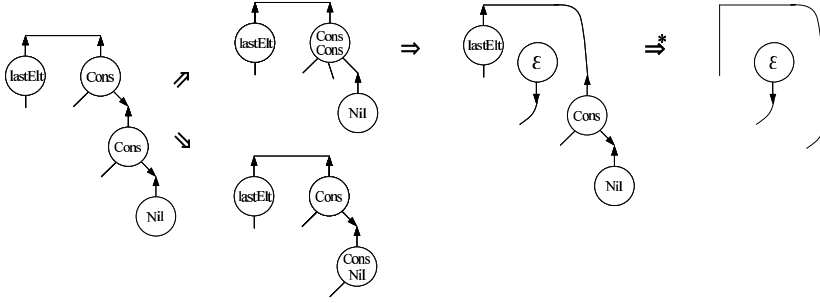 lastElt
Cons
Cons
Nil
⇗
⇘
lastElt
Cons
Cons
Nil
lastElt
Cons
Cons
Nil
⇒
lastElt
ε
Cons
Nil
⇒*
ε